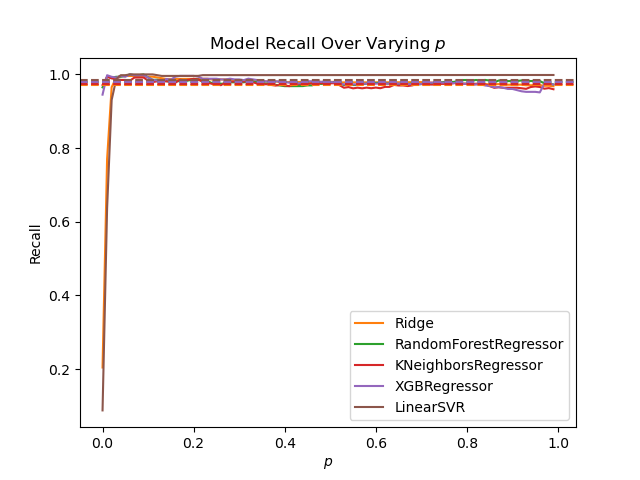 Model Recall Over Varying p
1.0
0.8
0.6
0.4
0.2
Recall
Ridge
RandomForestRegressor
KNeighborsRegressor
XGBRegressor
LinearSVR
0.0 0.2 0.4 0.6 0.8 1.0
p